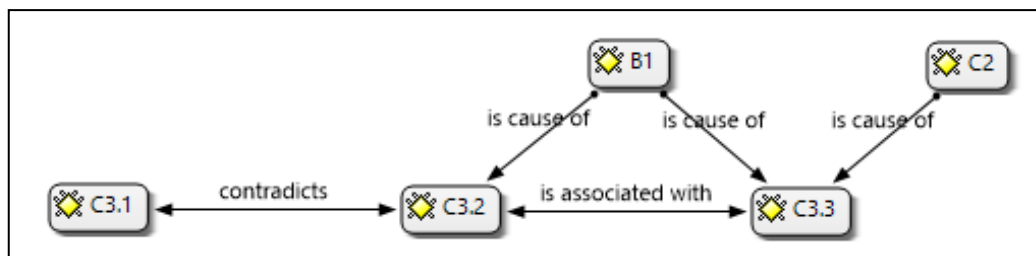 B1
C2
is cause of
is cause of
is cause of
C3.1
contradicts
C3.2
is associated with
C3.3